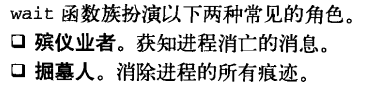 wait 函数族扮演以下两种常见的角色。
❑ 殡仪业者。获知进程消亡的消息。
❑ 掘墓人。消除进程的所有痕迹。